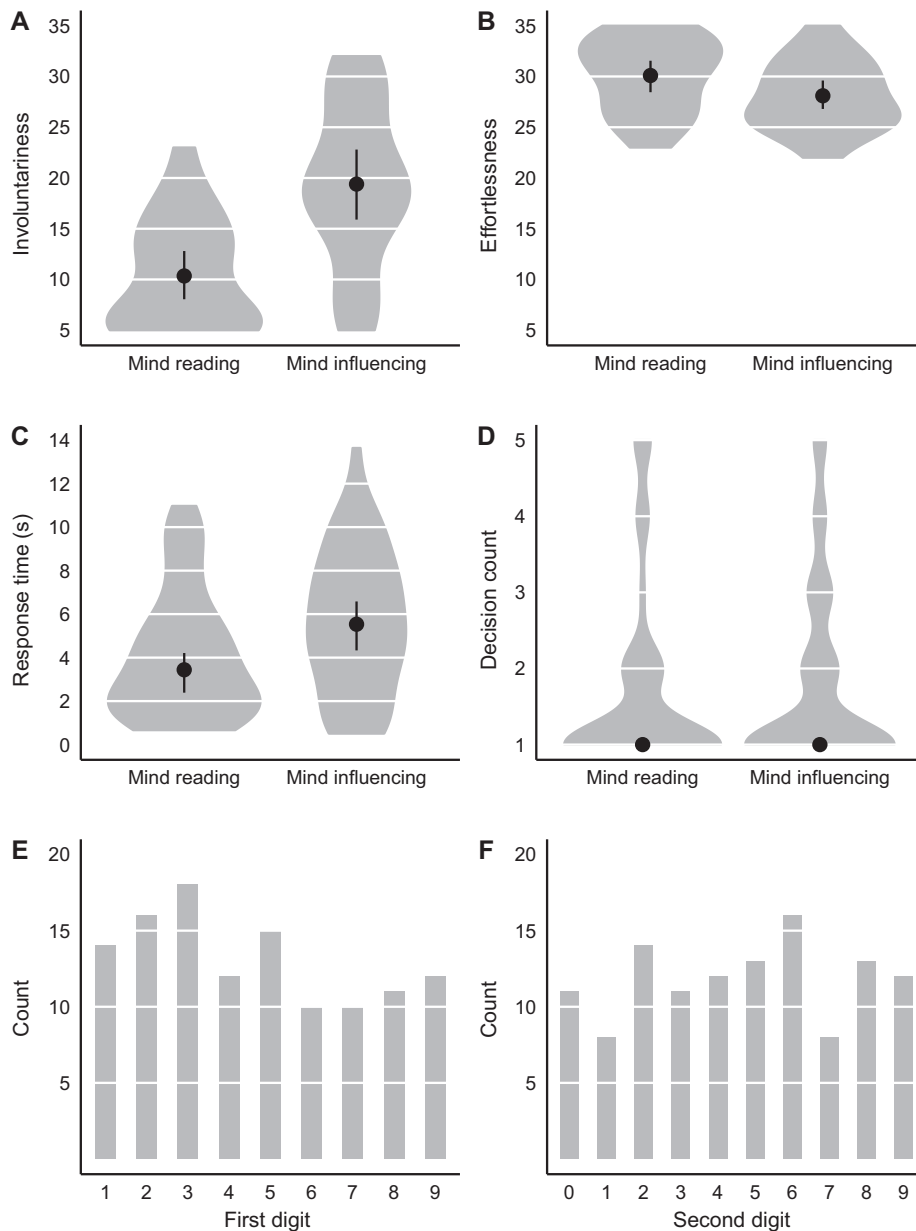 A
35
30
25
20
15
10
5
Involuntariness
Mind reading
Mind influencing
B
35
30
25
20
15
10
5
Effortlessness
Mind reading
Mind influencing
C
14
12
10
8
6
4
2
0
Response time (s)
Mind reading
Mind influencing
D
5
4
3
2
1
Decision count
Mind reading
Mind influencing
E
20
15
10
5
Count
1 2 3 4 5 6 7 8 9
First digit
F
20
15
10
5
Count
0 1 2 3 4 5 6 7 8 9
Second digit